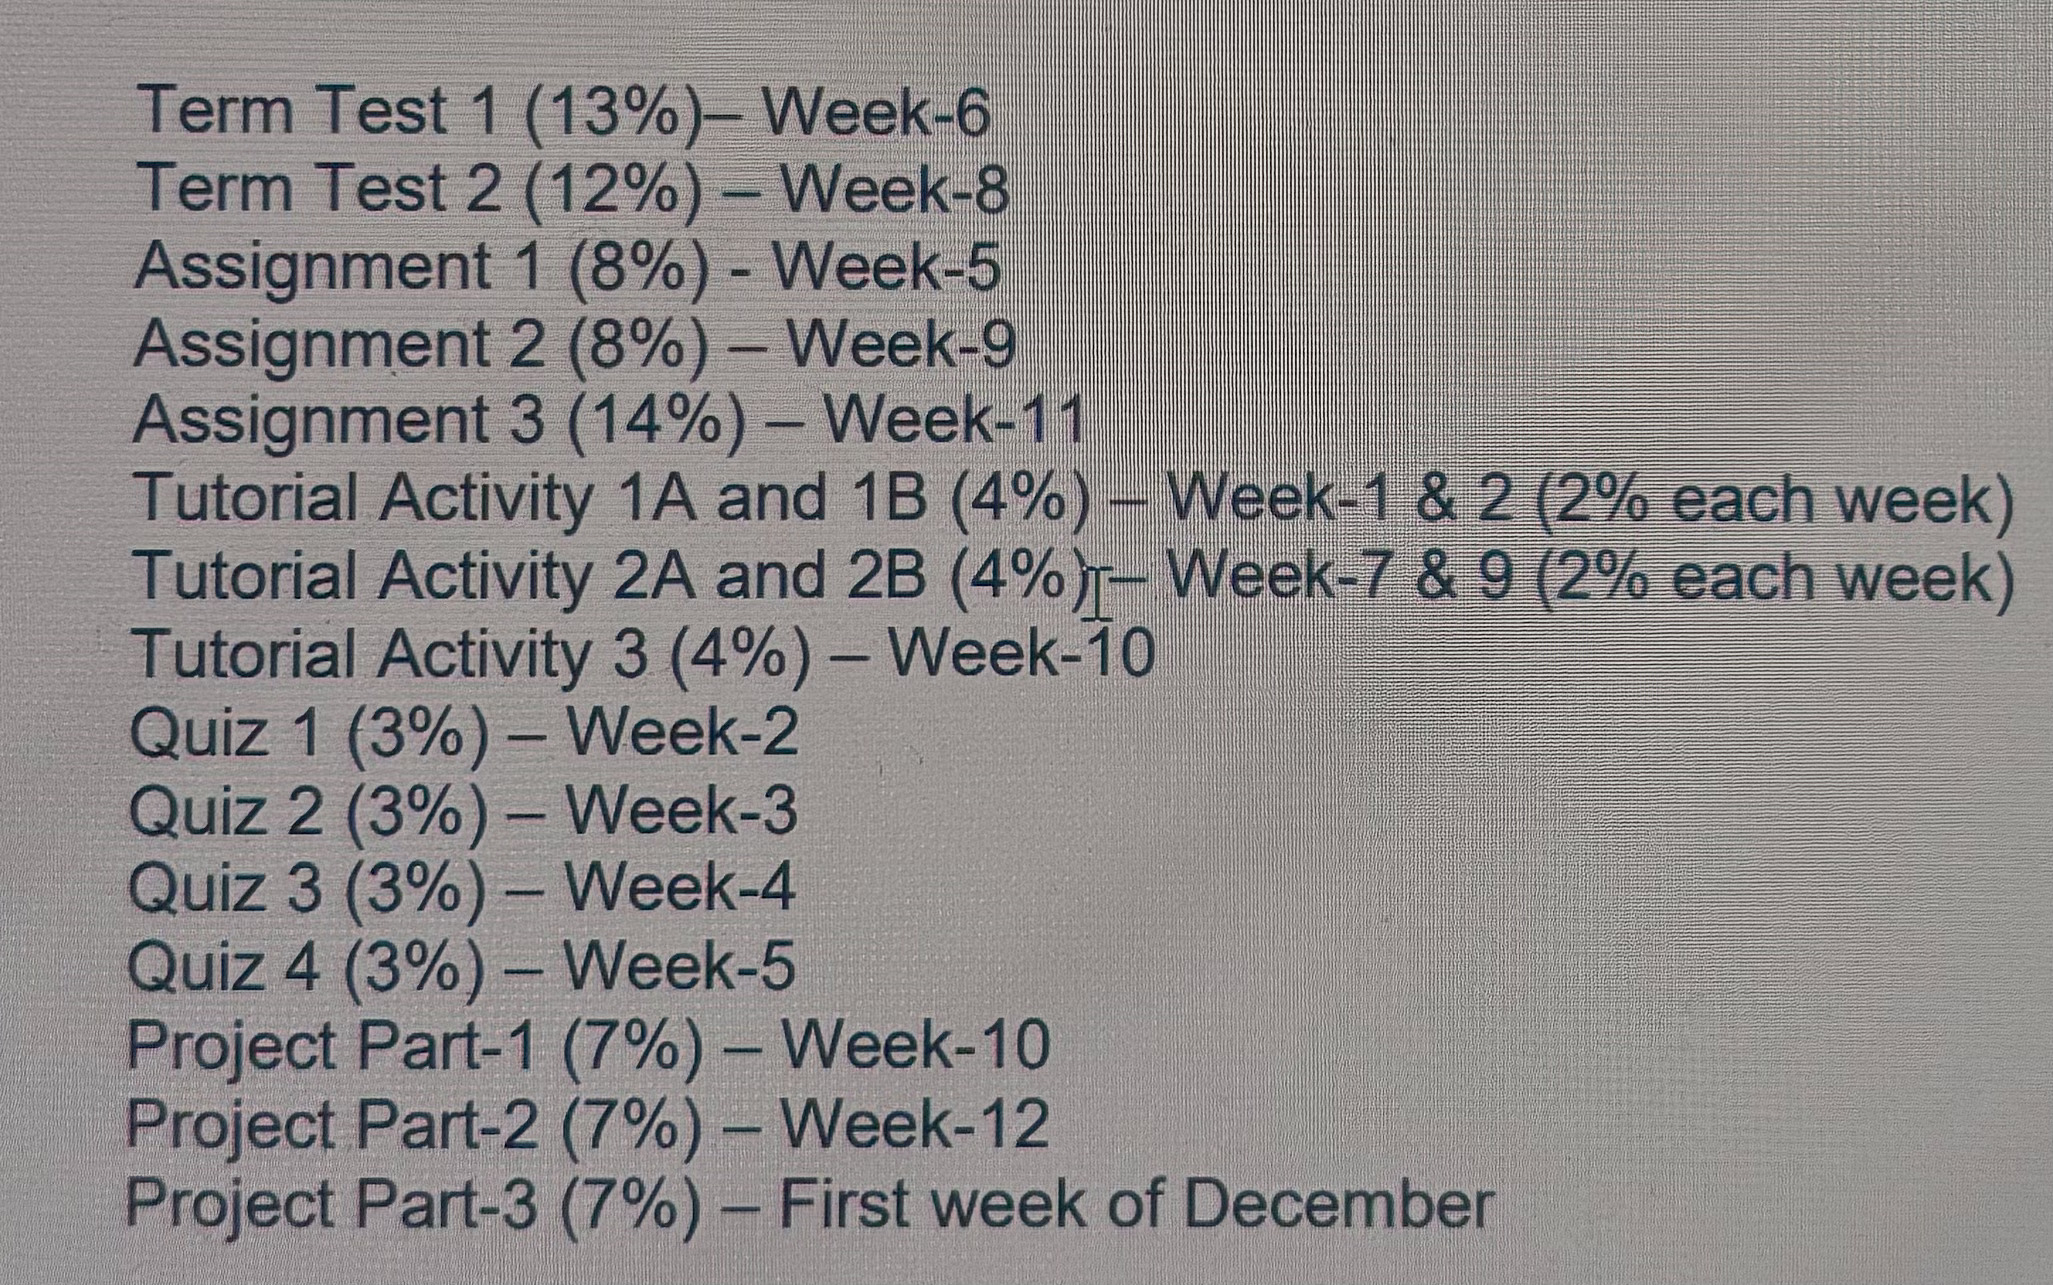 Term Test 1 (13%)– Week-6
Term Test 2 (12%) – Week-8
Assignment 1 (8%) - Week-5
Assignment 2 (8%) – Week-9
Assignment 3 (14%) – Week-11
Tutorial Activity 1A and 1B (4%) – Week-1 & 2 (2% each week)
Tutorial Activity 2A and 2B (4%) – Week-7 & 9 (2% each week)
Tutorial Activity 3 (4%) – Week-10
Quiz 1 (3%) – Week-2
Quiz 2 (3%) – Week-3
Quiz 3 (3%) – Week-4
Quiz 4 (3%) – Week-5
Project Part-1 (7%) – Week-10
Project Part-2 (7%) – Week-12
Project Part-3 (7%) – First week of December